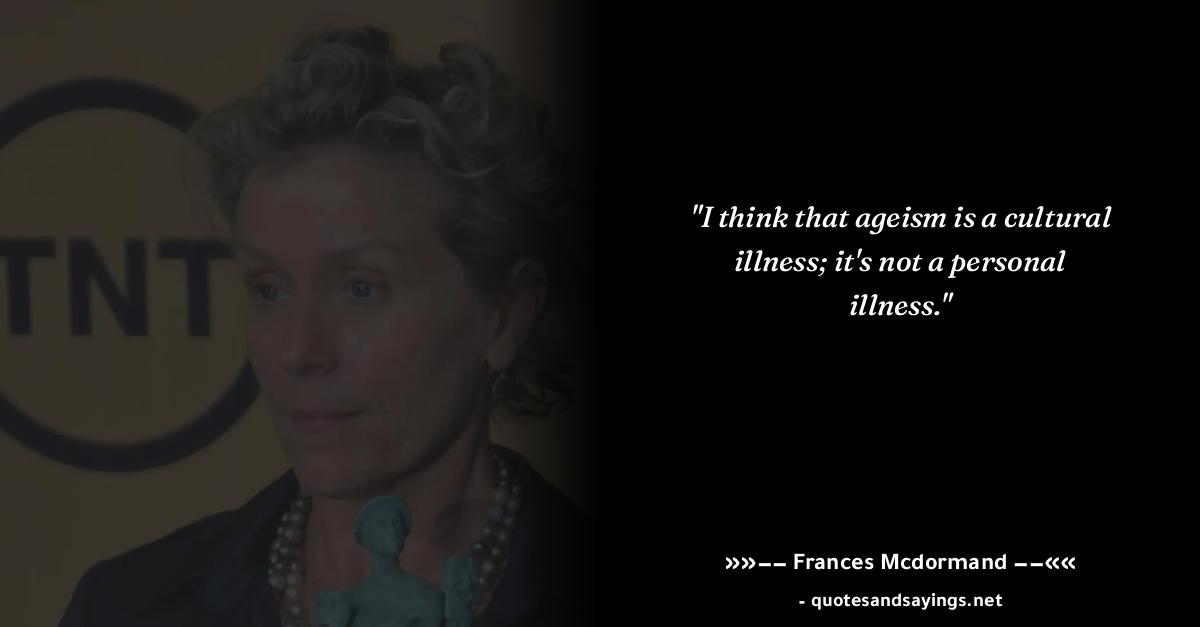 TNT
"I think that ageism is a cultural
illness; it's not a personal
illness."
»»−− Frances Mcdormand −−««
- quotesandsayings.net